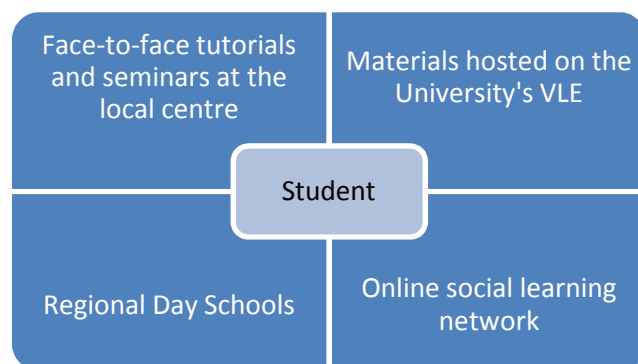 Face-to-face tutorials
and seminars at the
local centre
Materials hosted on the
University's VLE
Student
Regional Day Schools
Online social learning
network